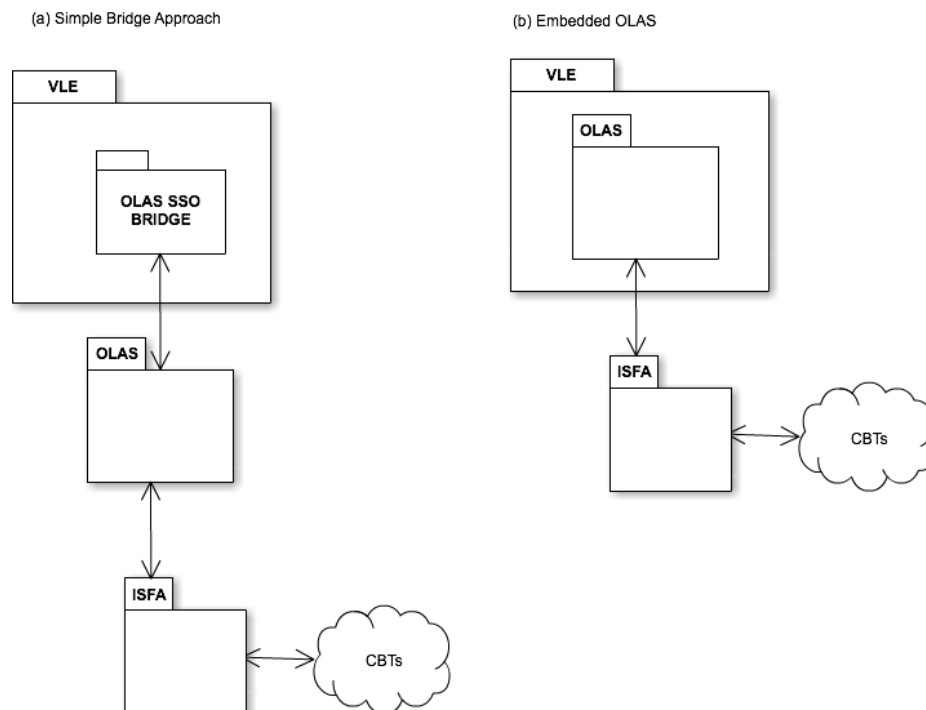 (a) Simple Bridge Approach
VLE
OLAS SSO
BRIDGE
OLAS
ISFA
CBTs
(b) Embedded OLAS
VLE
OLAS
ISFA
CBTs